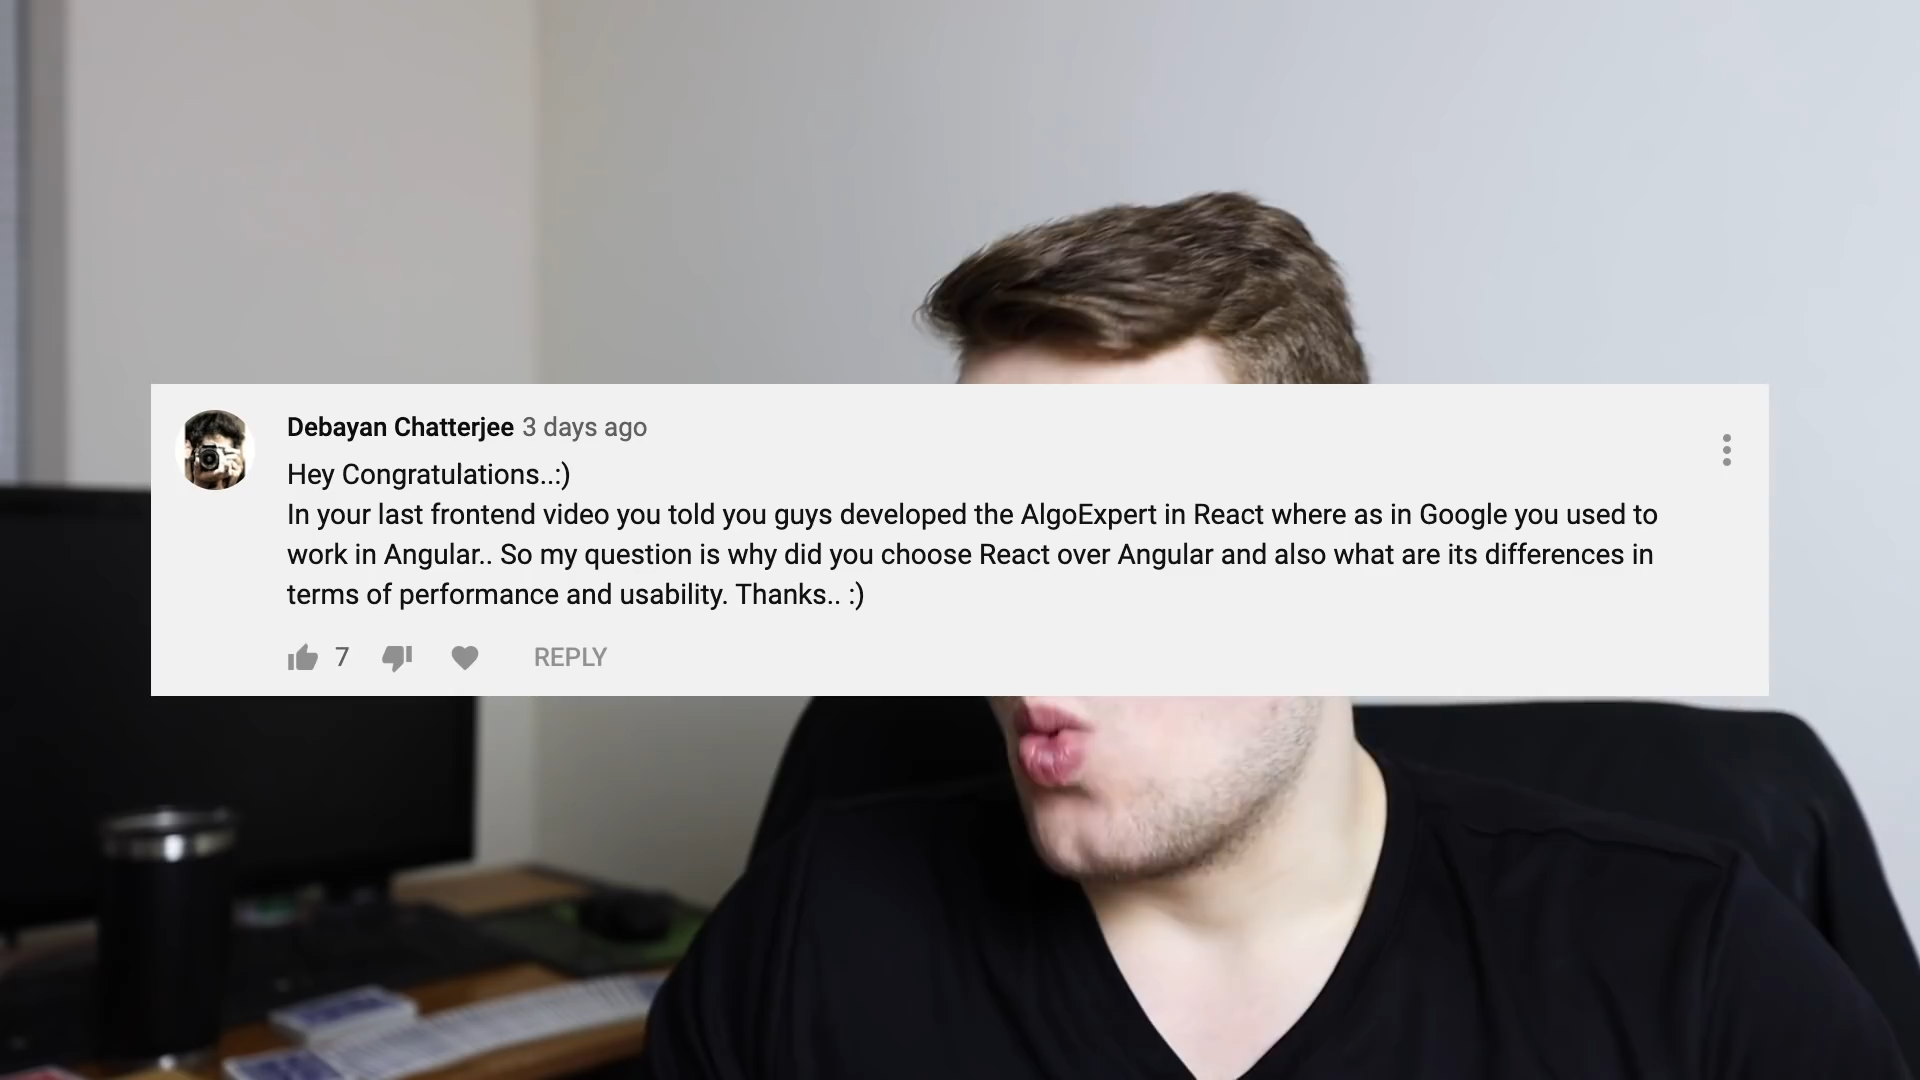 Debayan Chatterjee 3 days ago
Hey Congratulations..:)
In your last frontend video you told you guys developed the AlgoExpert in React where as in Google you used to
work in Angular.. So my question is why did you choose React over Angular and also what are its differences in
terms of performance and usability. Thanks.. :)
7 REPLY